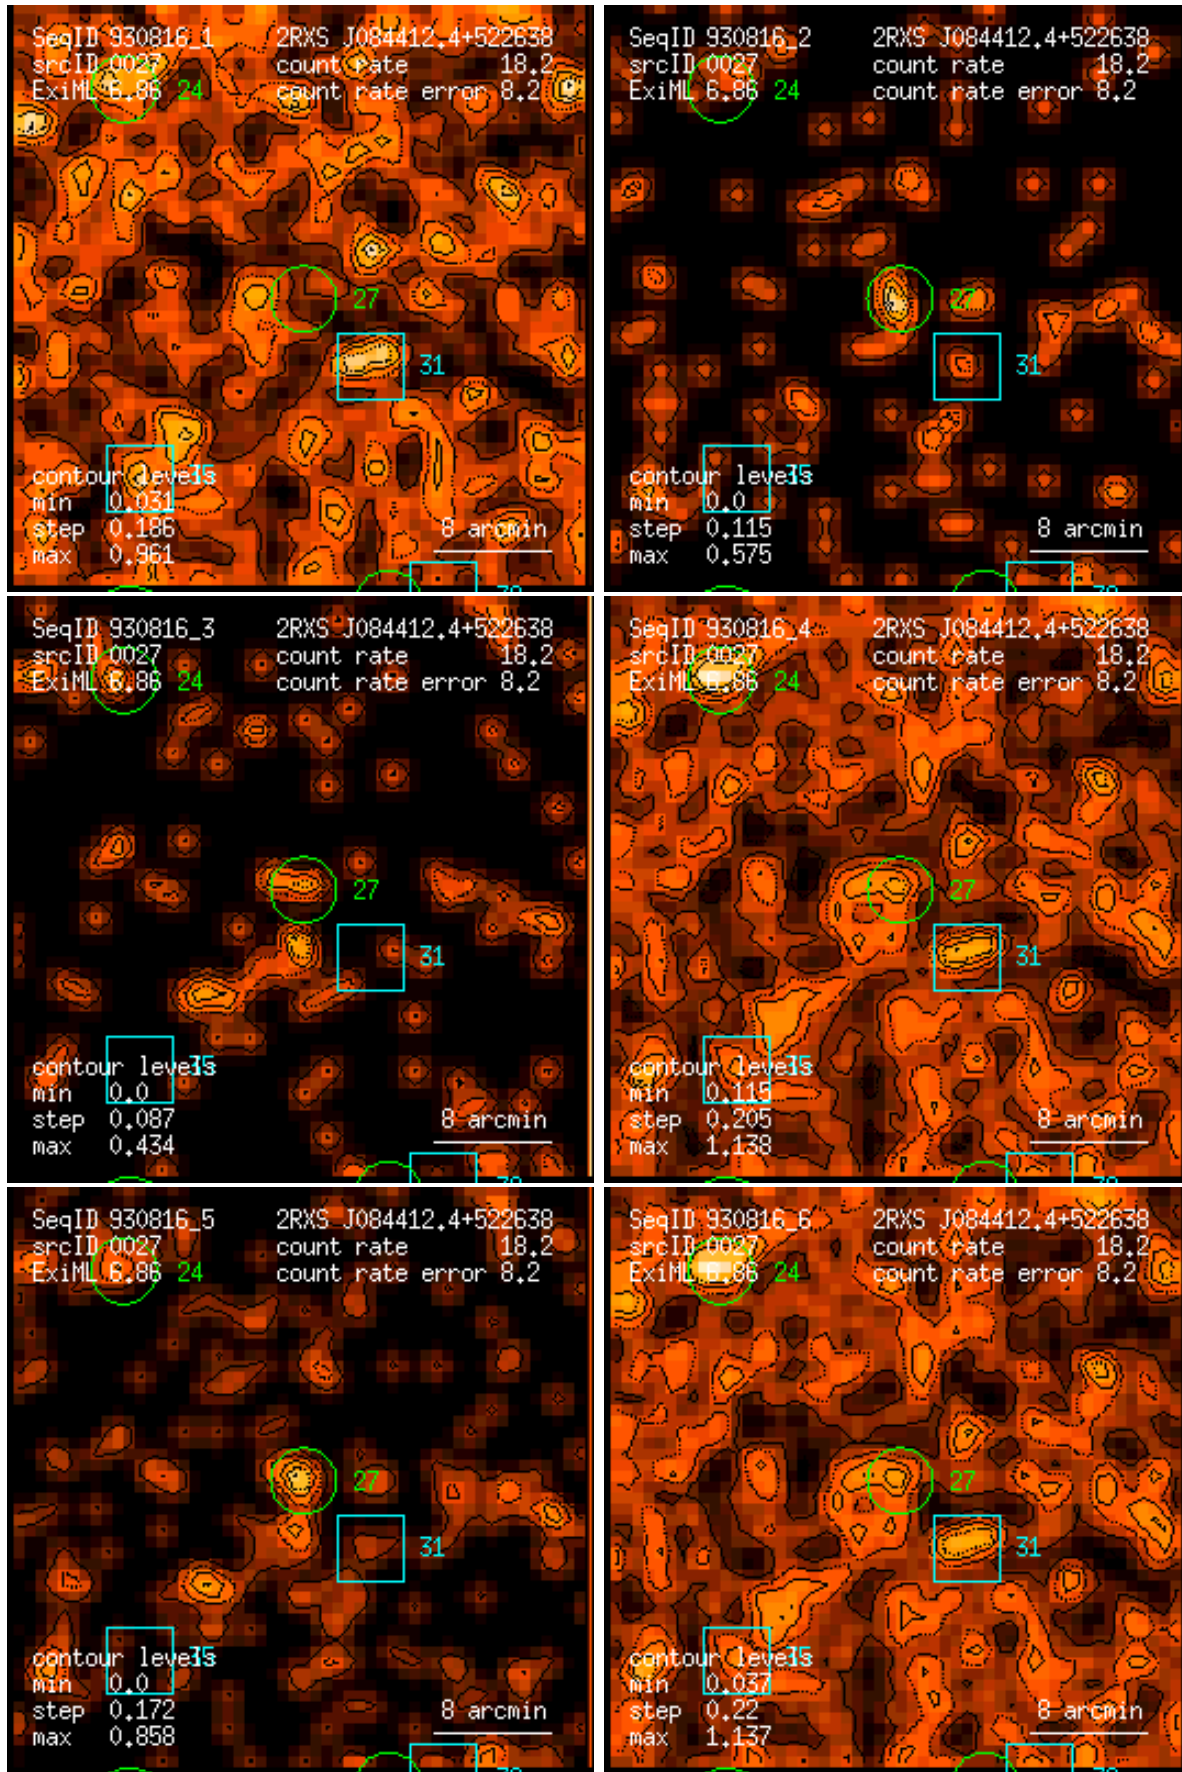 SeqID 930816_1 2RXS J084412.4+522638
srcID 0027 count rate 18.2
ExiML 6.86 24 count rate error 8.2
27
31
contour levels 35
min 0.031
step 0.186 8 arcmin
max 0.961
SeqID 930816_2 2RXS J084412.4+522638
srcID 0027 count rate 18.2
ExiML 6.86 24 count rate error 8.2
27
31
contour levels 35
min 0.0
step 0.115 8 arcmin
max 0.575
SeqID 930816_3 2RXS J084412.4+522638
srcID 0027 count rate 18.2
ExiML 6.86 24 count rate error 8.2
27
31
contour levels 35
min 0.0
step 0.087 8 arcmin
max 0.434
SeqID 930816_4 2RXS J084412.4+522638
srcID 0027 count rate 18.2
ExiML 6.86 24 count rate error 8.2
27
31
contour levels 35
min 0.115
step 0.205 8 arcmin
max 1.138
SeqID 930816_5 2RXS J084412.4+522638
srcID 0027 count rate 18.2
ExiML 6.86 24 count rate error 8.2
27
31
contour levels 35
min 0.0
step 0.172 8 arcmin
max 0.858
SeqID 930816_6 2RXS J084412.4+522638
srcID 0027 count rate 18.2
ExiML 6.86 24 count rate error 8.2
27
31
contour levels 35
min 0.037
step 0.22 8 arcmin
max 1.137